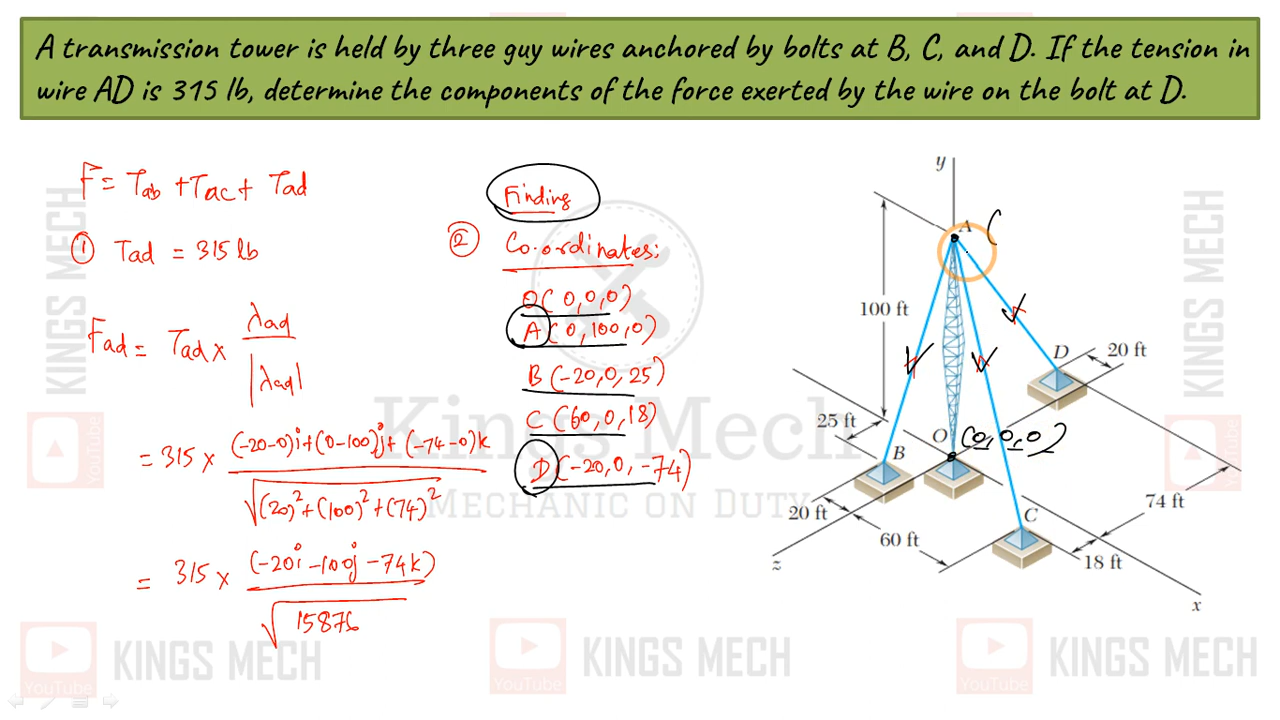 A transmission tower is held by three guy wires anchored by bolts at B, C, and D. If the tension in
wire AD is 315 lb, determine the components of the force exerted by the wire on the bolt at D.
F = Tab + Tac + Tad
① Tad = 315 lb
Fad = Tad × λad / |λad|
= 315 × (-20-0)i + (0-100)j + (-74-0)k / √(20)² + (100)² + (74)²
= 315 × (-20i - 100j - 74k) / √15876
Finding
② Co-ordinates:
O(0,0,0)
A(0,100,0)
B(-20,0,25)
C(60,0,18)
D(-20,0,-74)
y
A (
100 ft
D
20 ft
25 ft
O (0,0,0)
B
20 ft
60 ft
C
74 ft
18 ft
z
x
Kings Mech
MECHANIC ON DUTY
KINGS MECH
YouTube
KINGS MECH
YouTube
YouTube
KINGS MECH
YouTube
KINGS MECH
YouTube
KINGS MECH